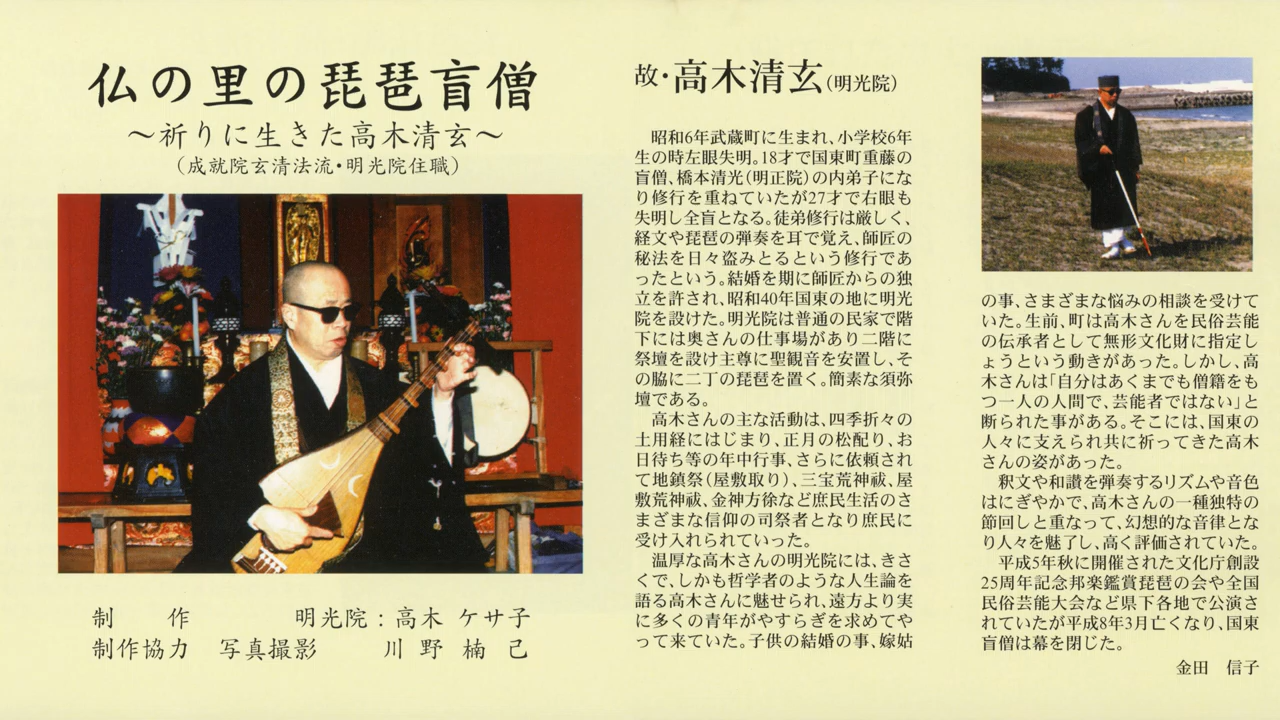 仏の里の琵琶盲僧
～祈りに生きた高木清玄～
（成就院玄清法流・明光院住職）
制　作　明光院：高木 ケサ子
制作協力　写真撮影　川野楠己
故・高木清玄（明光院）
昭和6年武蔵町に生まれ、小学校6年
生の時左眼失明。18才で国東町重藤の
盲僧、橋本清光（明正院）の内弟子にな
り修行を重ねていたが27才で右眼も
失明し全盲となる。徒弟修行は厳しく、
経文や琵琶の弾奏を耳で覚え、師匠の
秘法を日々盗みとるという修行であ
ったという。結婚を期に師匠からの独
立を許され、昭和40年国東の地に明光
院を設けた。明光院は普通の民家で階
下には奥さんの仕事場があり二階に
祭壇を設け主尊に聖観音を安置し、そ
の脇に二丁の琵琶を置く。簡素な須弥
壇である。
高木さんの主な活動は、四季折々の
土用経にはじまり、正月の松配り、お
日待ち等の年中行事、さらに依頼され
て地鎮祭（屋敷取り）、三宝荒神祓、屋
敷荒神祓、金神方徐など庶民生活のさ
まざまな信仰の司祭者となり庶民に
受け入れられていった。
温厚な高木さんの明光院には、きさ
くで、しかも哲学者のような人生論を
語る高木さんに魅せられ、遠方より実
に多くの青年がやすらぎを求めてや
って来ていた。子供の結婚の事、嫁姑
の事、さまざまな悩みの相談を受けて
いた。生前、町は高木さんを民俗芸能
の伝承者として無形文化財に指定し
ようという動きがあった。しかし、高
木さんは「自分はあくまでも僧籍をも
つ一人の人間で、芸能者ではない」と
断られた事がある。そこには、国東の
人々に支えられ共に祈ってきた高木
さんの姿があった。
釈文や和讃を弾奏するリズムや音色
はにぎやかで、高木さんの一種独特の
節回しと重なって、幻想的な音律とな
り人々を魅了し、高く評価されていた。
平成5年秋に開催された文化庁創設
25周年記念邦楽鑑賞琵琶の会や全国
民俗芸能大会など県下各地で公演さ
れていたが平成8年3月亡くなり、国東
盲僧は幕を閉じた。
金田　信子